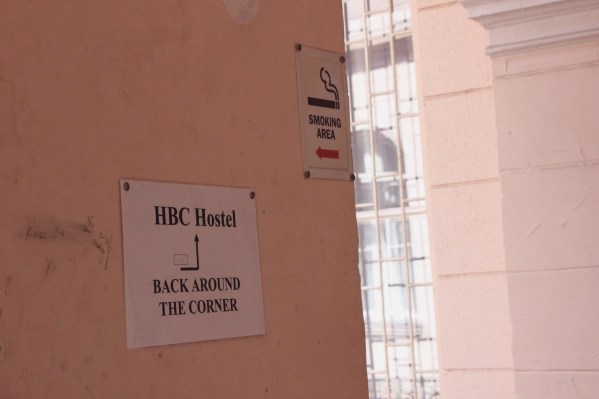 SMOKING
AREA
HBC Hostel
BACK AROUND
THE CORNER